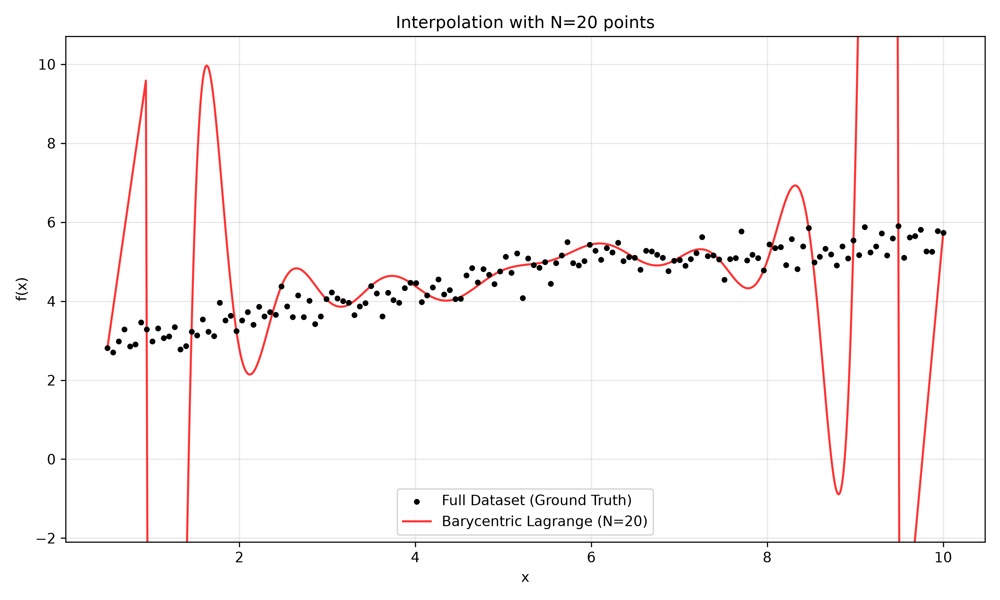 Interpolation with N=20 points
10
8
6
4
2
0
−2
f(x)
Full Dataset (Ground Truth)
Barycentric Lagrange (N=20)
2 4 6 8 10
x